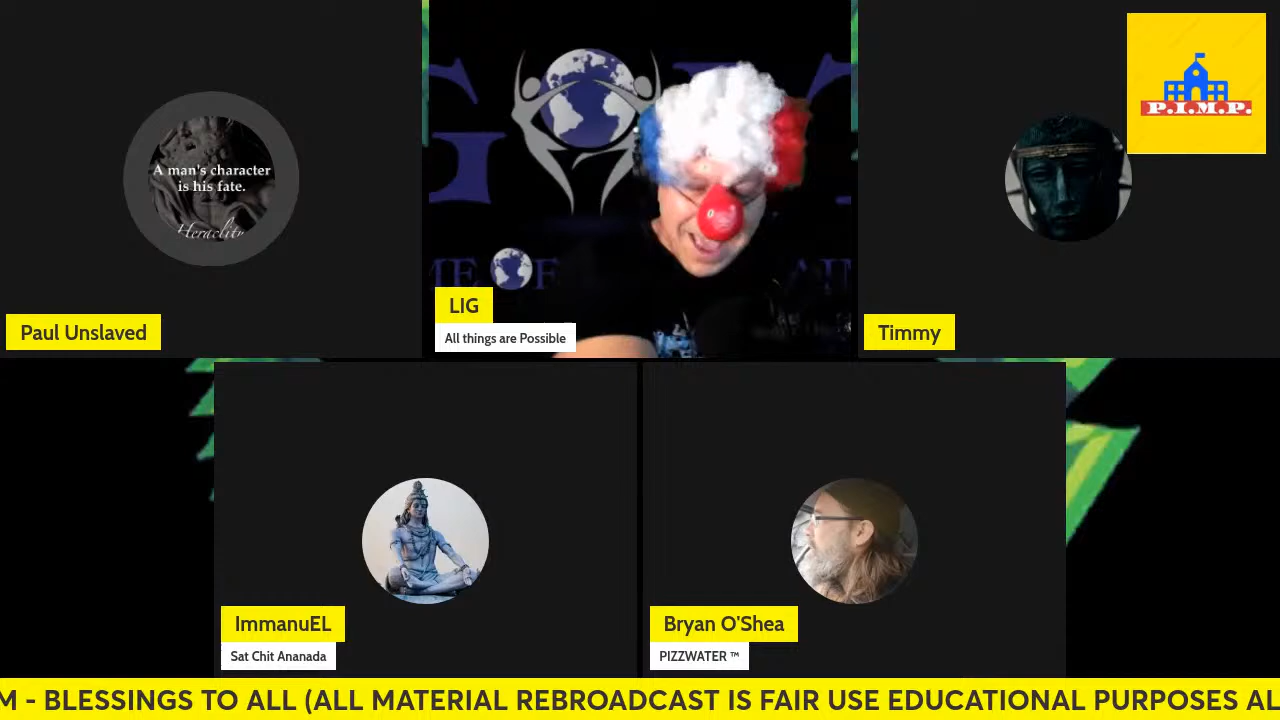 A man's character
is his fate.
Paul Unslaved
LIG
All things are Possible
Timmy
P.I.M.P.
ImmanuEL
Sat Chit Ananada
Bryan O'Shea
PIZZWATER ™
M - BLESSINGS TO ALL (ALL MATERIAL REBROADCAST IS FAIR USE EDUCATIONAL PURPOSES AL